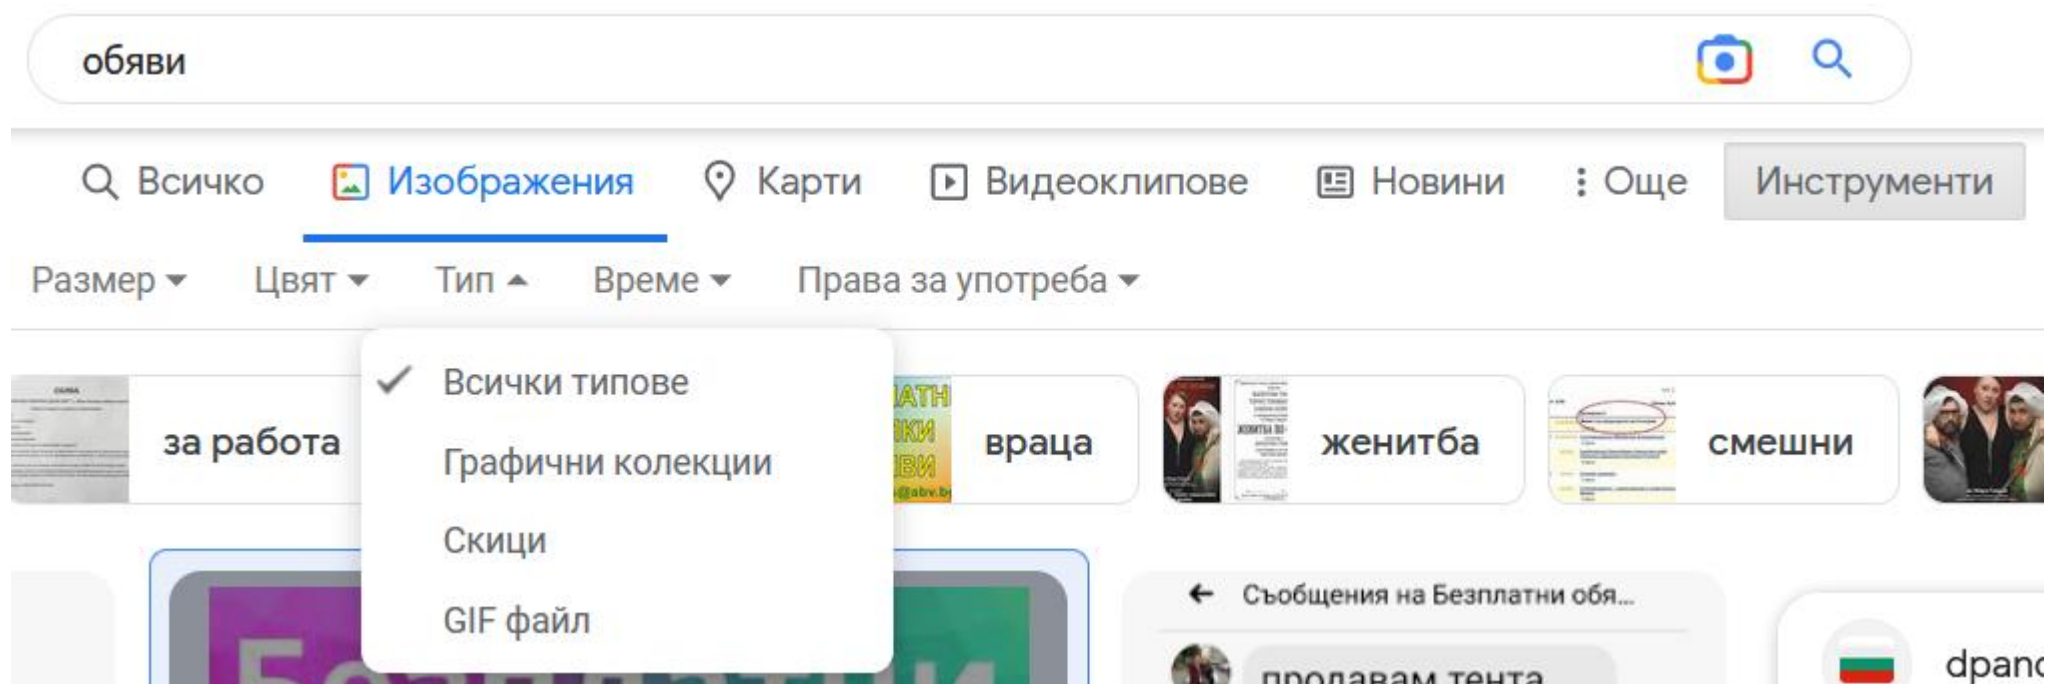 обяви
Всичко Изображения Карти Видеоклипове Новини Още Инструменти
Размер Цвят Тип Време Права за употреба
Всички типове
Графични колекции
Скици
GIF файл
за работа
враца
женитба
смешни
Съобщения на Безплатни обя...
продавам тента